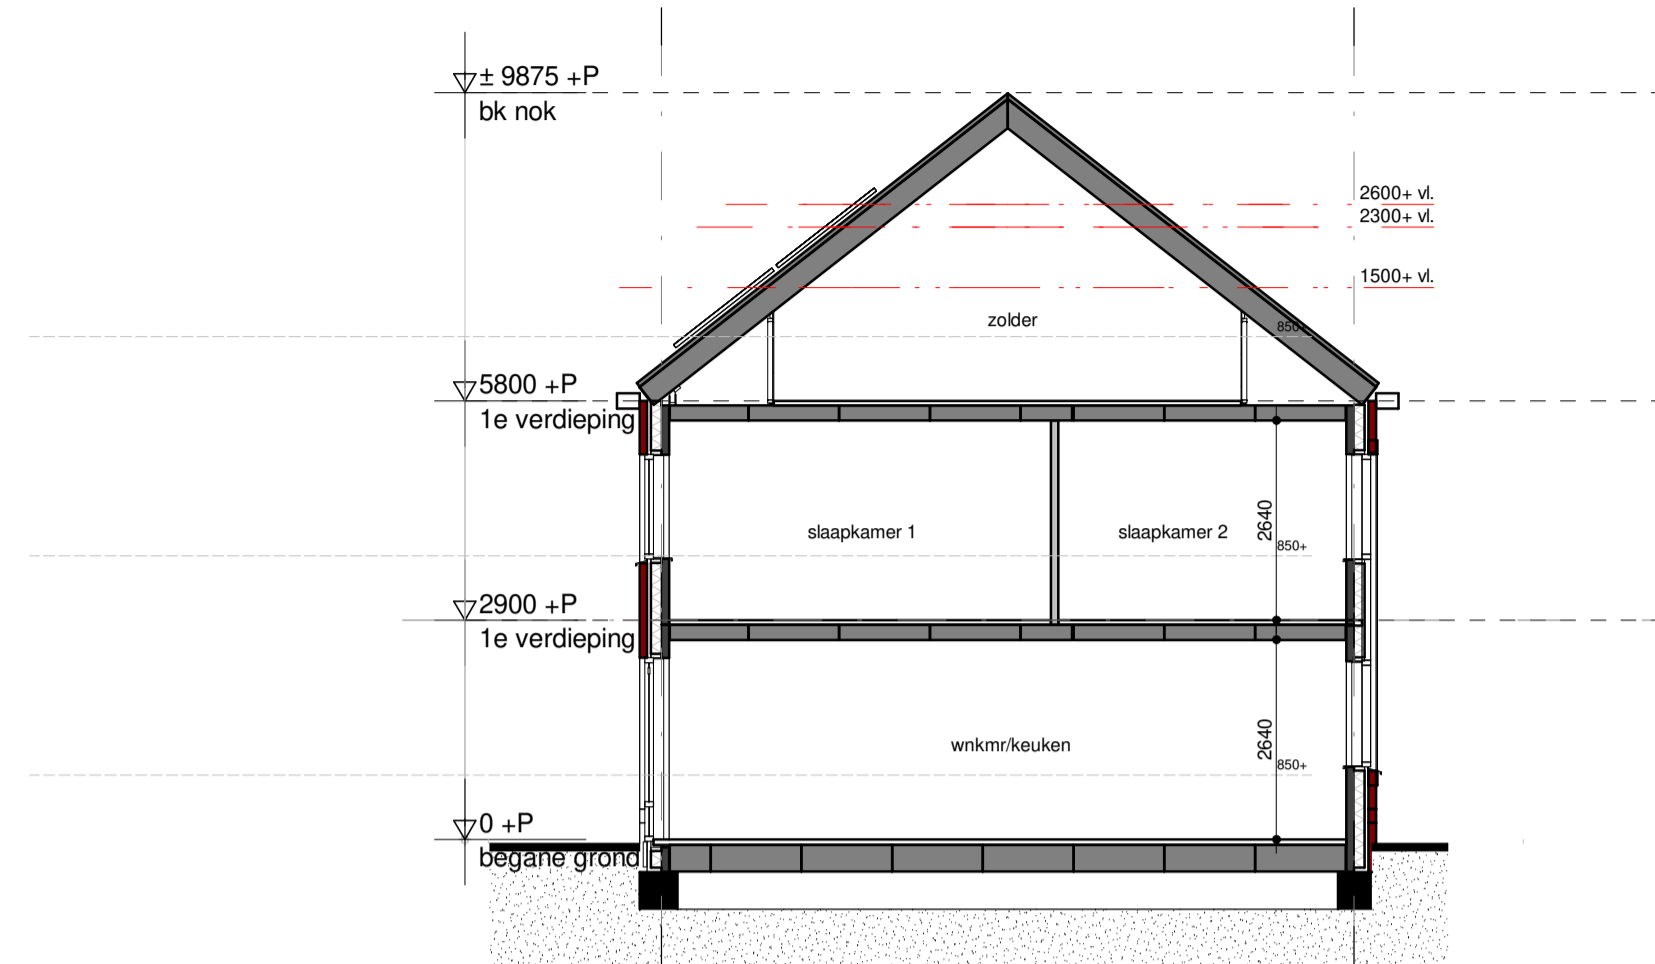 ± 9875 +P
bk nok
2600+ vl.
2300+ vl.
1500+ vl.
zolder
850+
5800 +P
1e verdieping
slaapkamer 1
slaapkamer 2
2640
850+
2900 +P
1e verdieping
wnkmr/keuken
2640
850+
0 +P
begane grond